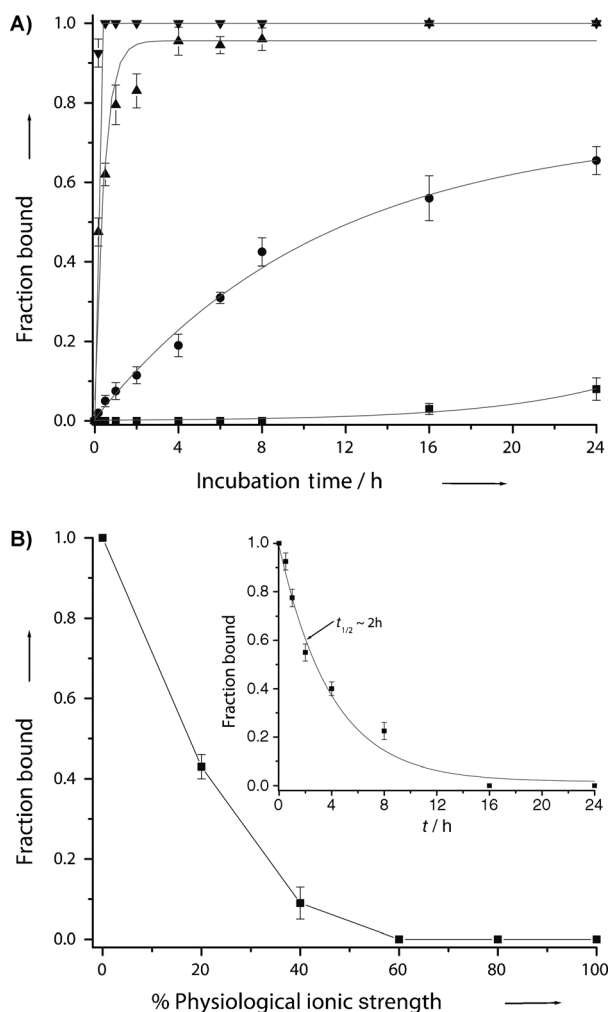 A)
1.0
0.8
0.6
0.4
0.2
0.0
Fraction bound
0 4 8 12 16 20 24
Incubation time / h
B)
1.0
0.8
0.6
0.4
0.2
0.0
Fraction bound
0 20 40 60 80 100
% Physiological ionic strength
1.0
0.8
0.6
0.4
0.2
0.0
Fraction bound
t1/2 ~ 2h
0 4 8 12 16 20 24
t / h